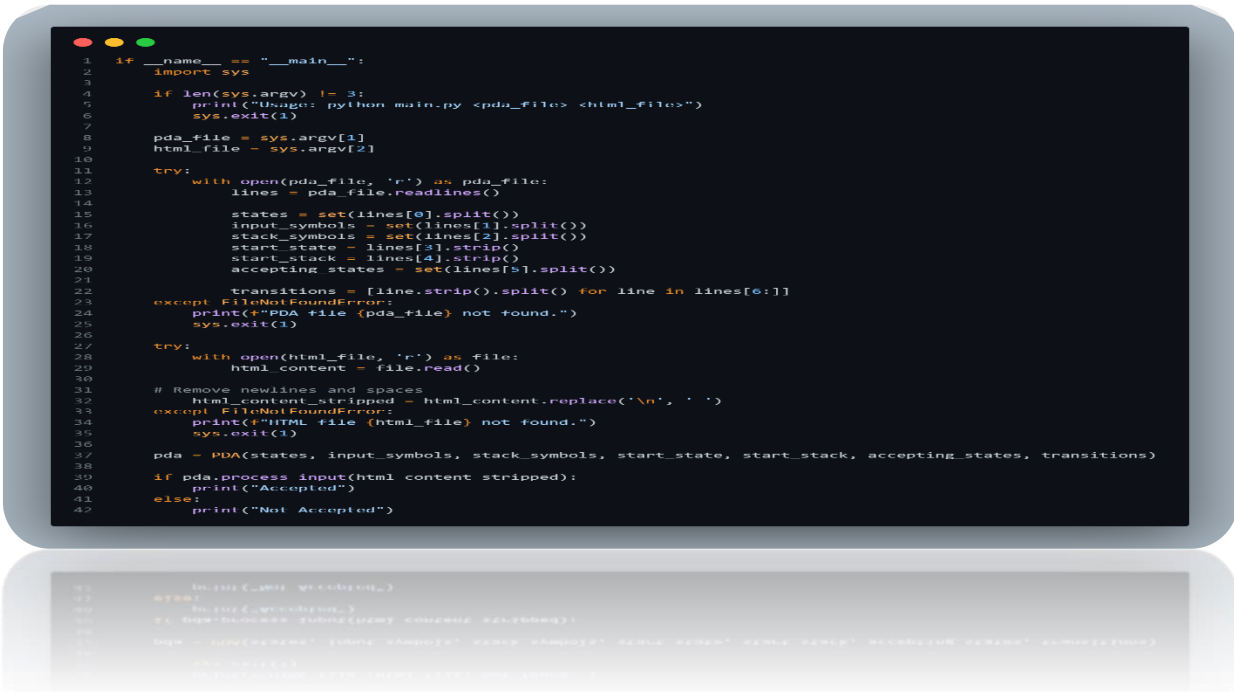 1 if __name__ == "__main__":
2 import sys
3
4 if len(sys.argv) != 3:
5 print("Usage: python main.py <pda_file> <html_file>")
6 sys.exit(1)
7
8 pda_file = sys.argv[1]
9 html_file = sys.argv[2]
10
11 try:
12 with open(pda_file, 'r') as pda_file:
13 lines = pda_file.readlines()
14
15 states = set(lines[0].split())
16 input_symbols = set(lines[1].split())
17 stack_symbols = set(lines[2].split())
18 start_state = lines[3].strip()
19 start_stack = lines[4].strip()
20 accepting_states = set(lines[5].split())
21
22 transitions = [line.strip().split() for line in lines[6:]]
23 except FileNotFoundError:
24 print(f"PDA file {pda_file} not found.")
25 sys.exit(1)
26
27 try:
28 with open(html_file, 'r') as file:
29 html_content = file.read()
30
31 # Remove newlines and spaces
32 html_content_stripped = html_content.replace('\n', ' ')
33 except FileNotFoundError:
34 print(f"HTML file {html_file} not found.")
35 sys.exit(1)
36
37 pda = PDA(states, input_symbols, stack_symbols, start_state, start_stack, accepting_states, transitions)
38
39 if pda.process_input(html_content_stripped):
40 print("Accepted")
41 else:
42 print("Not Accepted")